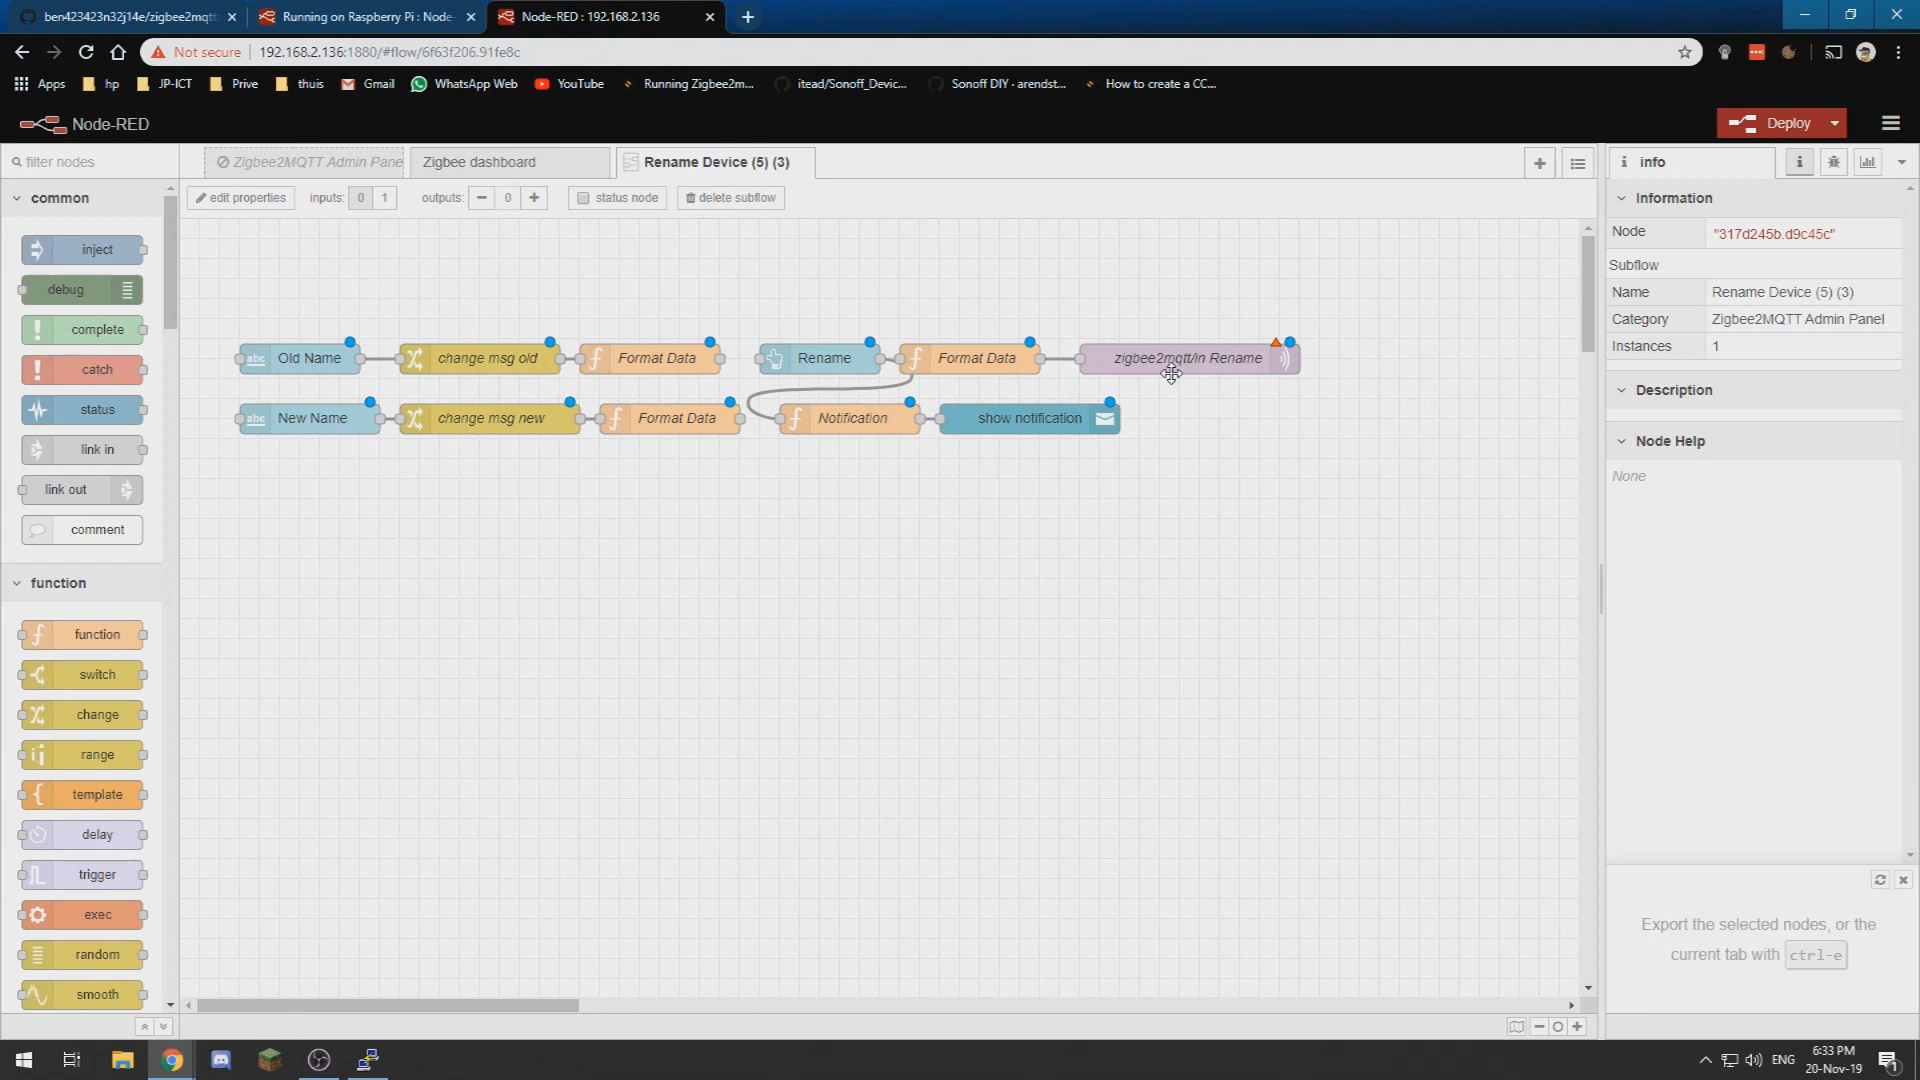 ben423423n32j14e/zigbee2mqtt
Running on Raspberry Pi : Node-
Node-RED : 192.168.2.136
Not secure
192.168.2.136:1880/#flow/6f63f206.91fe8c
Apps
hp
JP-ICT
Prive
thuis
Gmail
WhatsApp Web
YouTube
Running Zigbee2m...
itead/Sonoff_Devic...
Sonoff DIY · arendst...
How to create a CC...
Node-RED
Deploy
filter nodes
Zigbee2MQTT Admin Pane
Zigbee dashboard
Rename Device (5) (3)
info
edit properties
inputs:
0
1
outputs:
0
status node
delete subflow
common
inject
debug
complete
catch
status
link in
link out
comment
function
function
switch
change
range
template
delay
trigger
exec
random
smooth
abc
Old Name
change msg old
Format Data
Rename
Format Data
zigbee2mqtt/in Rename
abc
New Name
change msg new
Format Data
Notification
show notification
Information
Node
"317d245b.d9c45c"
Subflow
Name
Rename Device (5) (3)
Category
Zigbee2MQTT Admin Panel
Instances
1
Description
Node Help
None
Export the selected nodes, or the
current tab with ctrl-e
ENG
6:33 PM
20-Nov-19
1